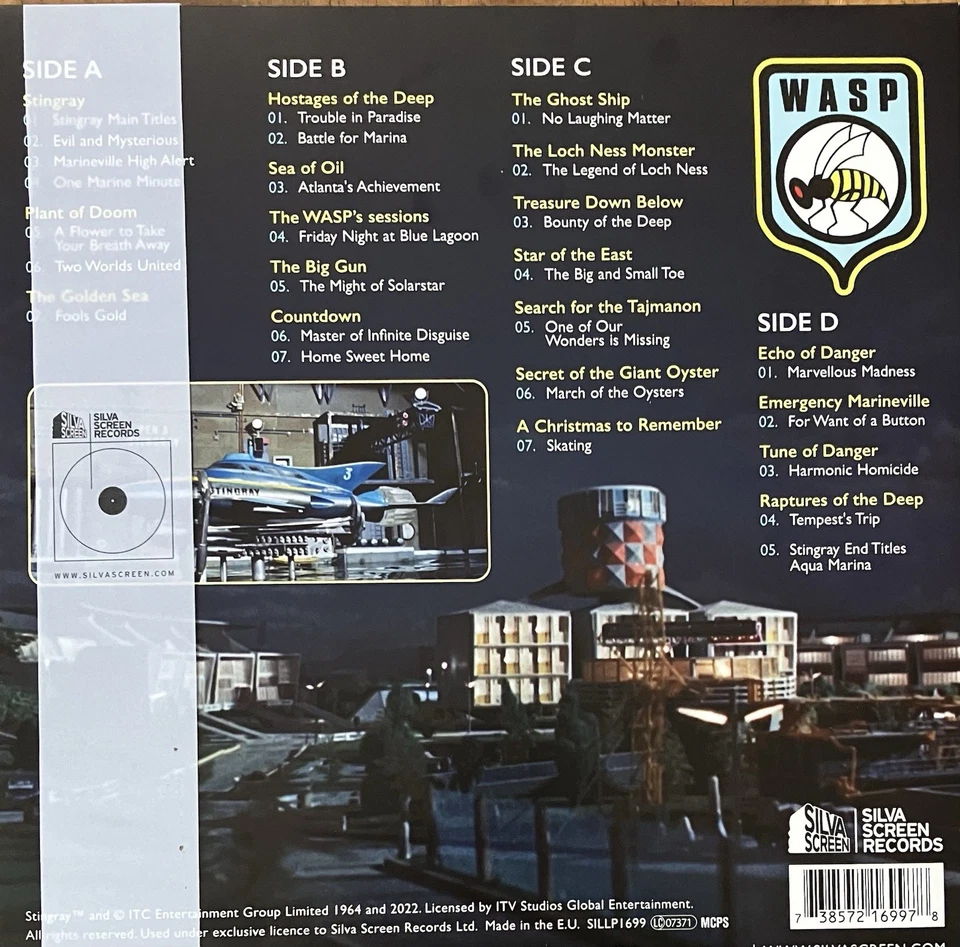 SIDE A
Stingray
01. Stingray Main Titles
02. Evil and Mysterious
03. Marineville High Alert
04. One Marine Minute
Plant of Doom
05. A Flower to Take
Your Breath Away
06. Two Worlds United
The Golden Sea
07. Fools Gold
SILVA SCREEN
SILVA
SCREEN
RECORDS
WWW.SILVASCREEN.COM
STINGRAY
3
SIDE B
Hostages of the Deep
01. Trouble in Paradise
02. Battle for Marina
Sea of Oil
03. Atlanta's Achievement
The WASP's sessions
04. Friday Night at Blue Lagoon
The Big Gun
05. The Might of Solarstar
Countdown
06. Master of Infinite Disguise
07. Home Sweet Home
SIDE C
The Ghost Ship
01. No Laughing Matter
The Loch Ness Monster
02. The Legend of Loch Ness
Treasure Down Below
03. Bounty of the Deep
Star of the East
04. The Big and Small Toe
Search for the Tajmanon
05. One of Our
Wonders is Missing
Secret of the Giant Oyster
06. March of the Oysters
A Christmas to Remember
07. Skating
WASP
SIDE D
Echo of Danger
01. Marvellous Madness
Emergency Marineville
02. For Want of a Button
Tune of Danger
03. Harmonic Homicide
Raptures of the Deep
04. Tempest's Trip
05. Stingray End Titles
Aqua Marina
SILVA
SCREEN
SILVA
SCREEN
RECORDS
7 38572 16997 8
Stingray™ and © ITC Entertainment Group Limited 1964 and 2022. Licensed by ITV Studios Global Entertainment.
All rights reserved. Used under exclusive licence to Silva Screen Records Ltd. Made in the E.U. SILLP1699 LC07371 MCPS
WWW.SILVASCREEN.COM